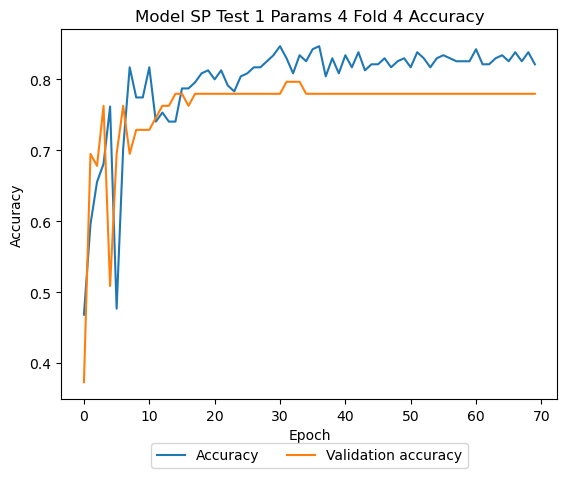 Model SP Test 1 Params 4 Fold 4 Accuracy
Accuracy
0.8
0.7
0.6
0.5
0.4
0 10 20 30 40 50 60 70
Epoch
Accuracy Validation accuracy